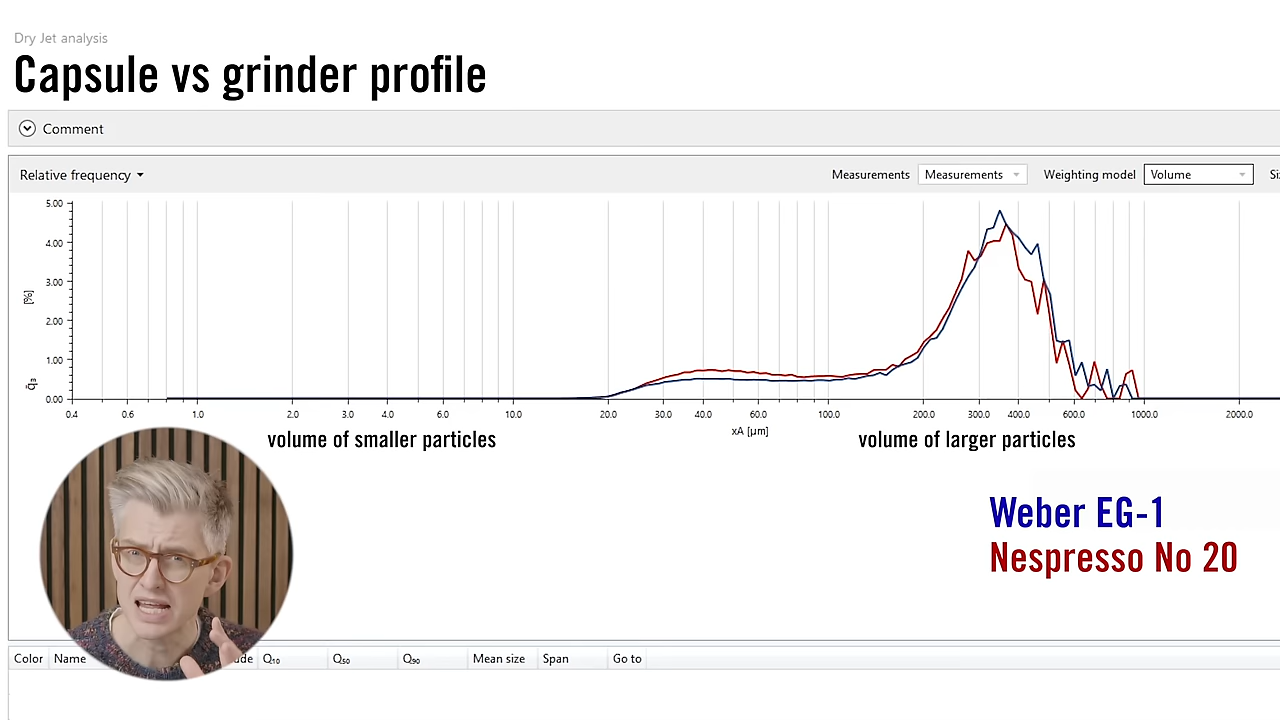 Dry Jet analysis
Capsule vs grinder profile
Comment
Relative frequency
Measurements Measurements Weighting model Volume
5.00
4.00
3.00
2.00
1.00
0.00
[%]
q̄₃
0.4 0.6 1.0 2.0 3.0 4.0 6.0 10.0 20.0 30.0 40.0 60.0 100.0 200.0 300.0 400.0 600.0 1000.0 2000.0
xA [µm]
volume of smaller particles volume of larger particles
Weber EG-1
Nespresso No 20
Color Name Q₁₀ Q₅₀ Q₉₀ Mean size Span Go to